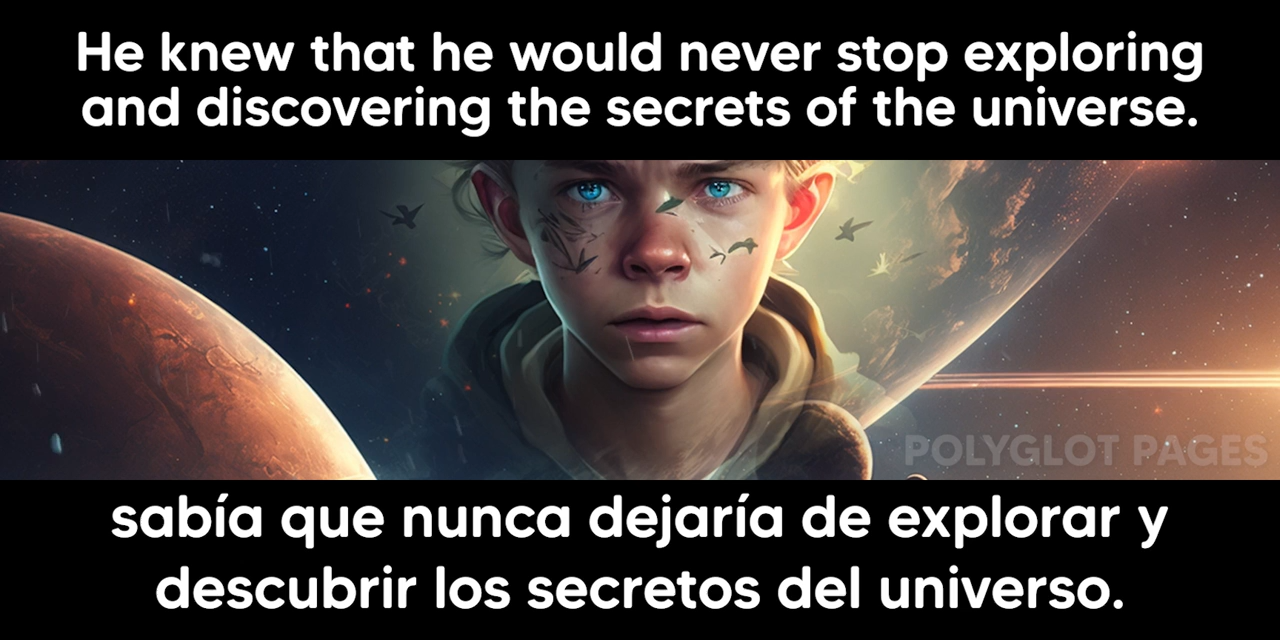 He knew that he would never stop exploring
and discovering the secrets of the universe.
POLYGLOT PAGES
sabía que nunca dejaría de explorar y
descubrir los secretos del universo.